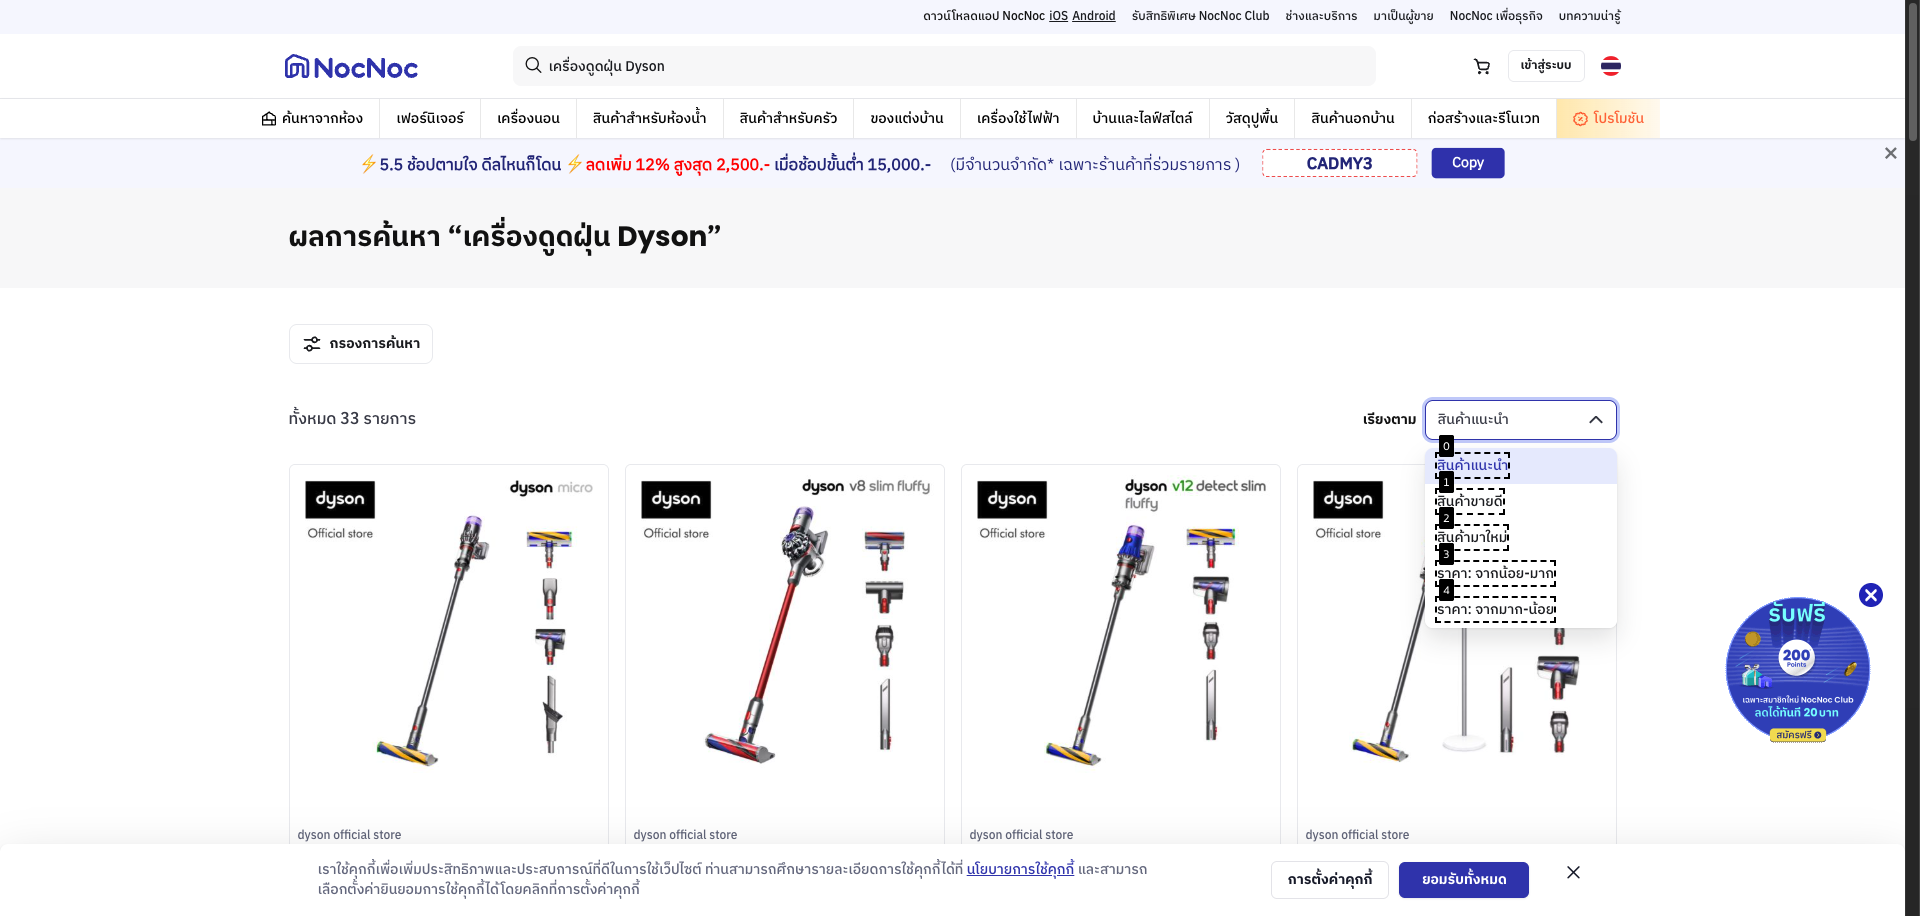 ดาวน์โหลดแอป NocNoc iOS Android รับสิทธิพิเศษ NocNoc Club ช่างและบริการ มาเป็นผู้ขาย NocNoc เพื่อธุรกิจ บทความน่ารู้
NocNoc เครื่องดูดฝุ่น Dyson เข้าสู่ระบบ
ค้นหาจากห้อง เฟอร์นิเจอร์ เครื่องนอน สินค้าสำหรับห้องน้ำ สินค้าสำหรับครัว ของแต่งบ้าน เครื่องใช้ไฟฟ้า บ้านและไลฟ์สไตล์ วัสดุปูพื้น สินค้านอกบ้าน ก่อสร้างและรีโนเวท โปรโมชัน
⚡5.5 ช้อปตามใจ ดีลไหนก็โดน ⚡ลดเพิ่ม 12% สูงสุด 2,500.- เมื่อช้อปขั้นต่ำ 15,000.- (มีจำนวนจำกัด* เฉพาะร้านค้าที่ร่วมรายการ ) CADMY3 Copy
ผลการค้นหา “เครื่องดูดฝุ่น Dyson”
กรองการค้นหา
ทั้งหมด 33 รายการ
เรียงตาม สินค้าแนะนำ
0
สินค้าแนะนำ
1
สินค้าขายดี
2
สินค้ามาใหม่
3
ราคา: จากน้อย-มาก
4
ราคา: จากมาก-น้อย
dyson
Official store
dyson micro
dyson
Official store
dyson v8 slim fluffy
dyson
Official store
dyson v12 detect slim
fluffy
dyson
Official store
รับฟรี
200
Points
เฉพาะสมาชิกใหม่ NocNoc Club
ลดได้ทันที 20 บาท
สมัครฟรี
dyson official store
dyson official store
dyson official store
dyson official store
เราใช้คุกกี้เพื่อเพิ่มประสิทธิภาพและประสบการณ์ที่ดีในการใช้เว็ปไซต์ ท่านสามารถศึกษารายละเอียดการใช้คุกกี้ได้ที่ นโยบายการใช้คุกกี้ และสามารถ
เลือกตั้งค่ายินยอมการใช้คุกกี้ได้โดยคลิกที่การตั้งค่าคุกกี้
การตั้งค่าคุกกี้ ยอมรับทั้งหมด